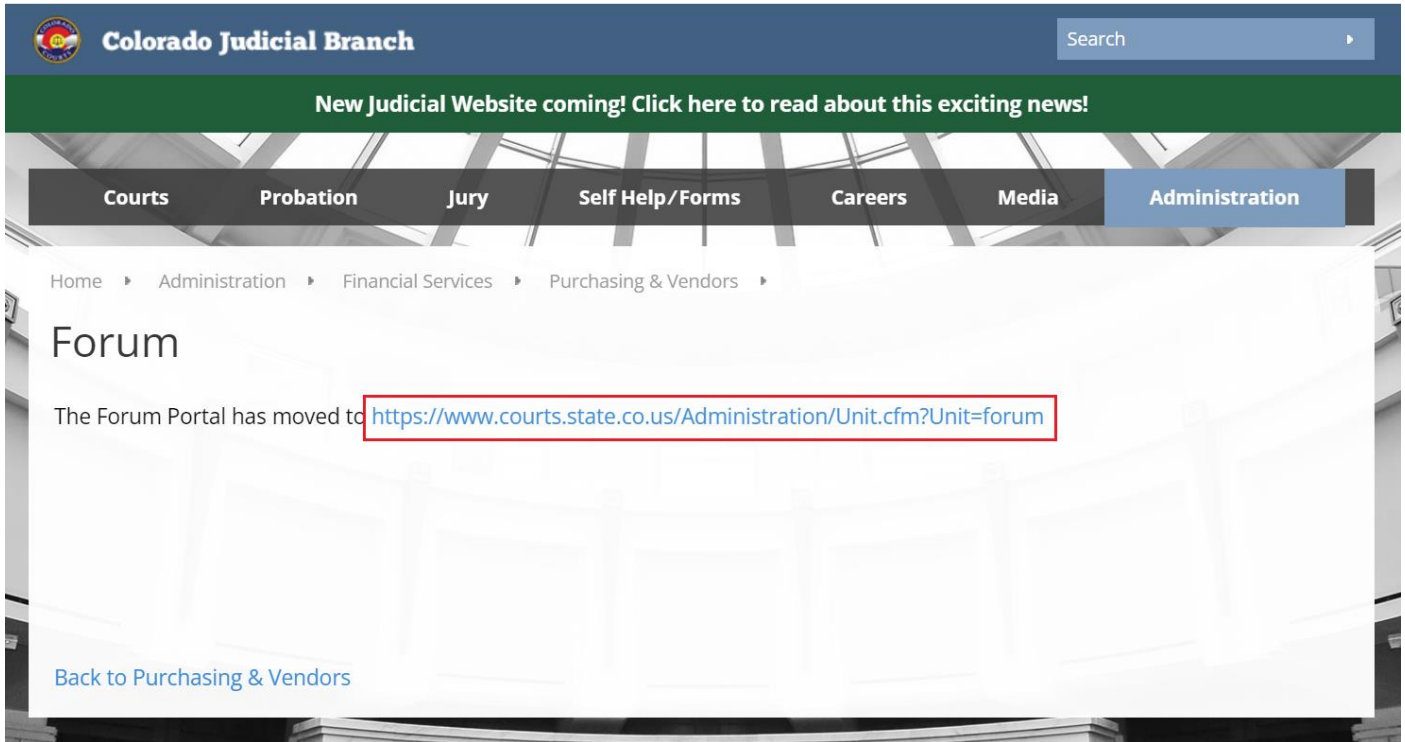 Colorado Judicial Branch
Search
New Judicial Website coming! Click here to read about this exciting news!
Courts Probation Jury Self Help/Forms Careers Media Administration
Home Administration Financial Services Purchasing & Vendors
Forum
The Forum Portal has moved to https://www.courts.state.co.us/Administration/Unit.cfm?Unit=forum
Back to Purchasing & Vendors